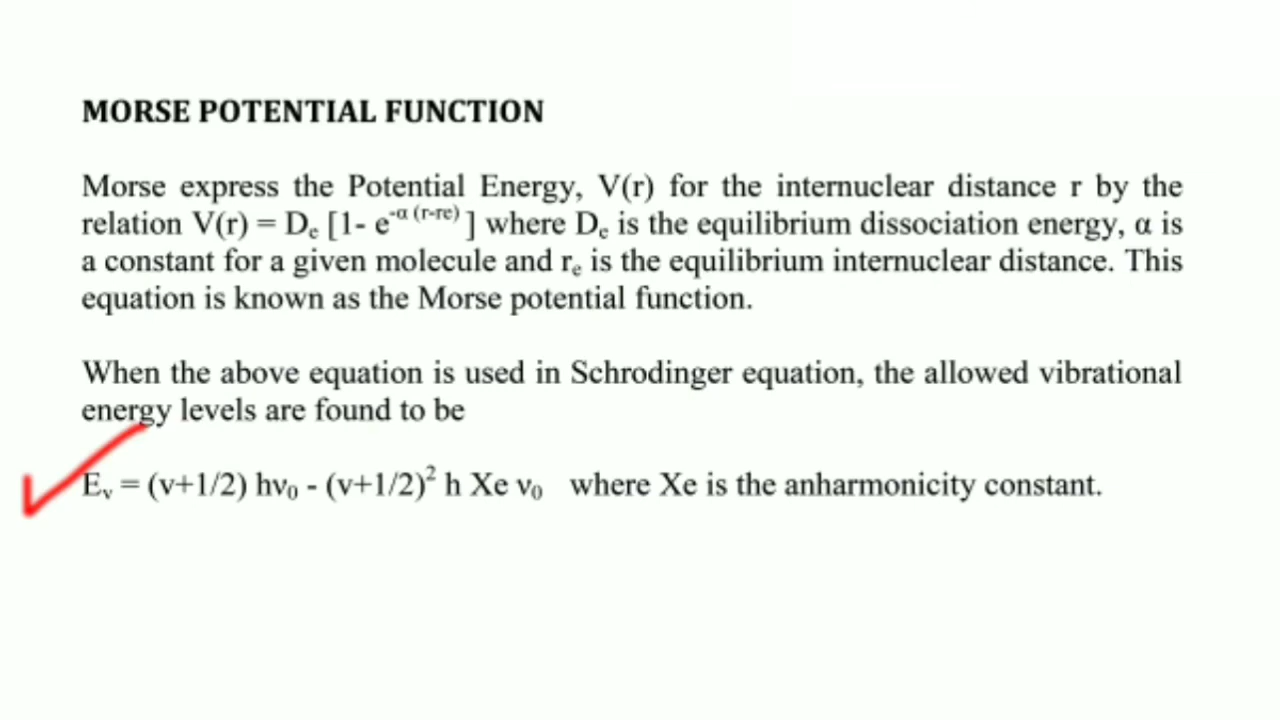 MORSE POTENTIAL FUNCTION
Morse express the Potential Energy, V(r) for the internuclear distance r by the
relation V(r) = Dₑ [1- e^-α (r-re) ] where Dₑ is the equilibrium dissociation energy, α is
a constant for a given molecule and rₑ is the equilibrium internuclear distance. This
equation is known as the Morse potential function.
When the above equation is used in Schrodinger equation, the allowed vibrational
energy levels are found to be
Eᵥ = (v+1/2) hν₀ - (v+1/2)² h Xe ν₀ where Xe is the anharmonicity constant.